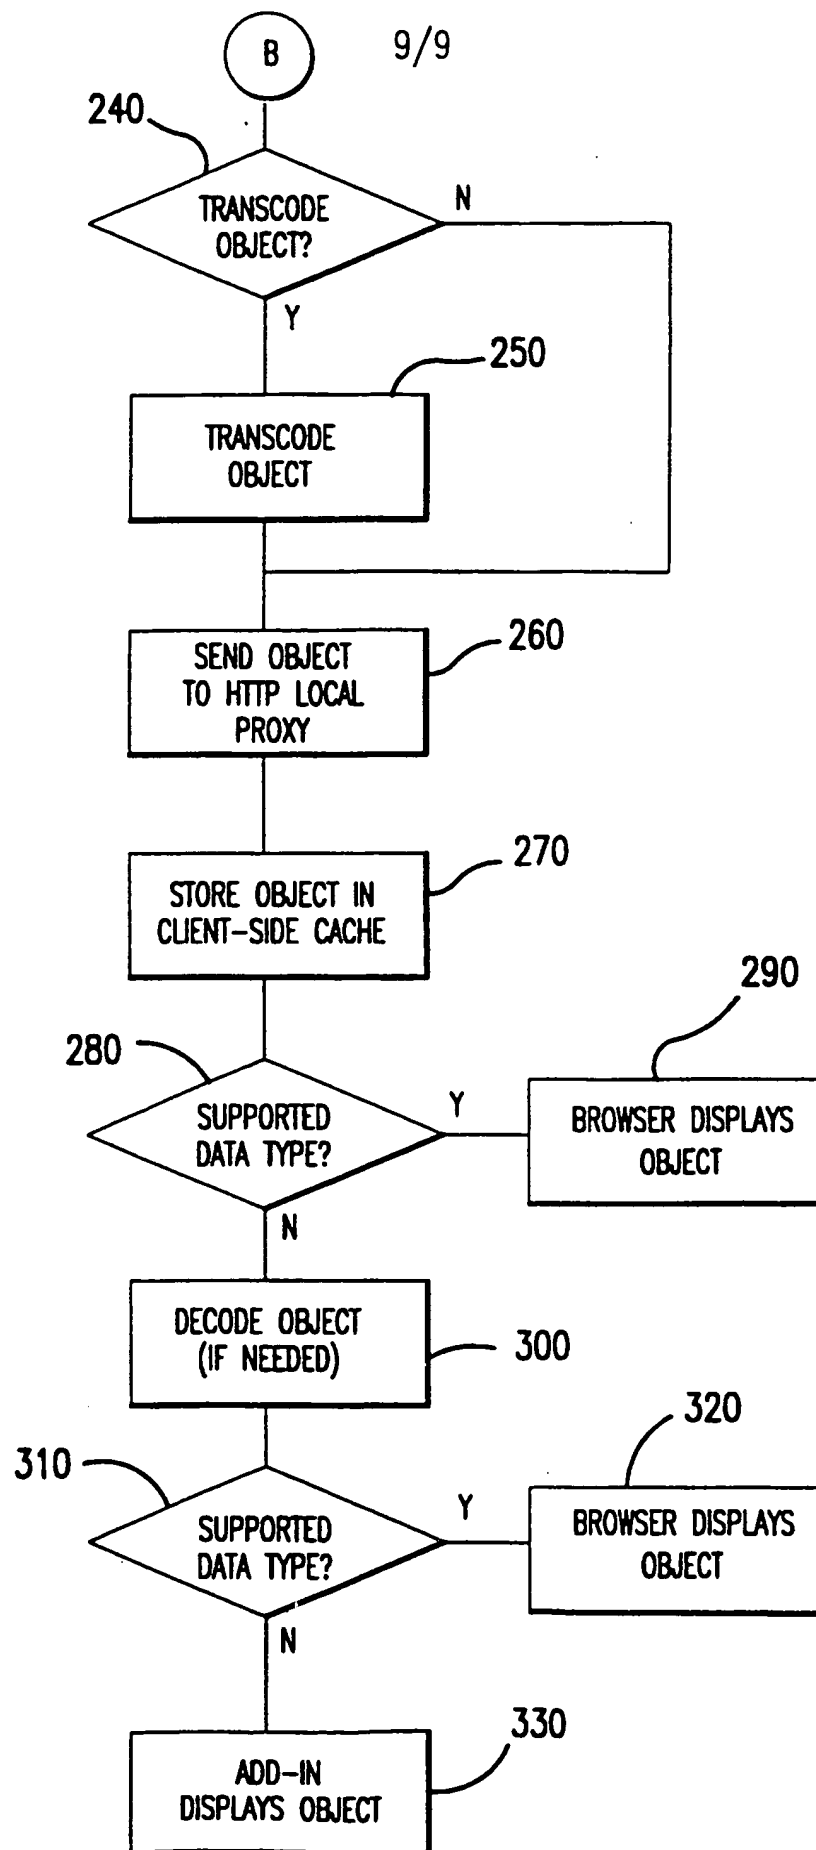 B
9/9
240
TRANSCODE
OBJECT?
N
Y
250
TRANSCODE
OBJECT
260
SEND OBJECT
TO HTTP LOCAL
PROXY
270
STORE OBJECT IN
CLIENT-SIDE CACHE
280
SUPPORTED
DATA TYPE?
Y
290
BROWSER DISPLAYS
OBJECT
N
DECODE OBJECT
(IF NEEDED)
300
310
SUPPORTED
DATA TYPE?
Y
320
BROWSER DISPLAYS
OBJECT
N
330
ADD-IN
DISPLAYS OBJECT